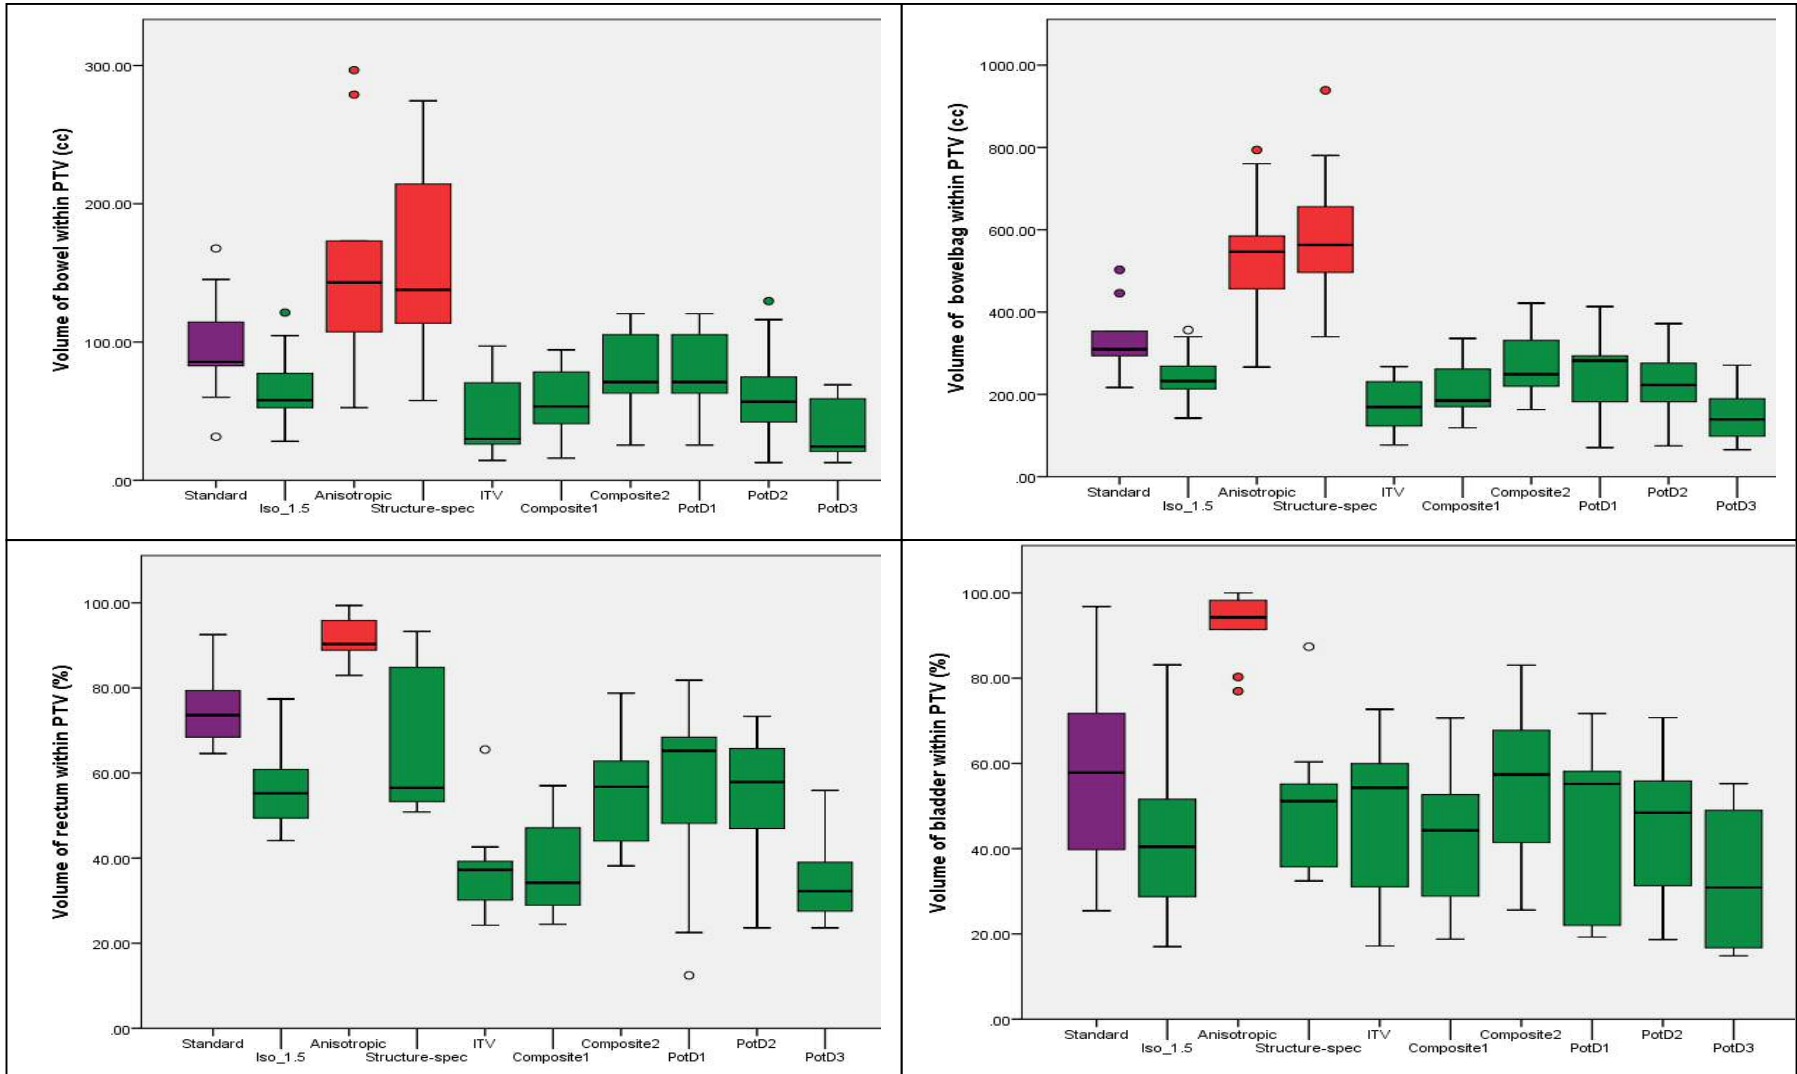 Volume of bowel within PTV (cc)
300.00
200.00
100.00
.00
Standard
Iso_1.5
Anisotropic
Structure-spec
ITV
Composite1
Composite2
PotD1
PotD2
PotD3
Volume of bowelbag within PTV (cc)
1000.00
800.00
600.00
400.00
200.00
.00
Standard
Iso_1.5
Anisotropic
Structure-spec
ITV
Composite1
Composite2
PotD1
PotD2
PotD3
Volume of rectum within PTV (%)
100.00
80.00
60.00
40.00
20.00
.00
Standard
Iso_1.5
Anisotropic
Structure-spec
ITV
Composite1
Composite2
PotD1
PotD2
PotD3
Volume of bladder within PTV (%)
100.00
80.00
60.00
40.00
20.00
.00
Standard
Iso_1.5
Anisotropic
Structure-spec
ITV
Composite1
Composite2
PotD1
PotD2
PotD3